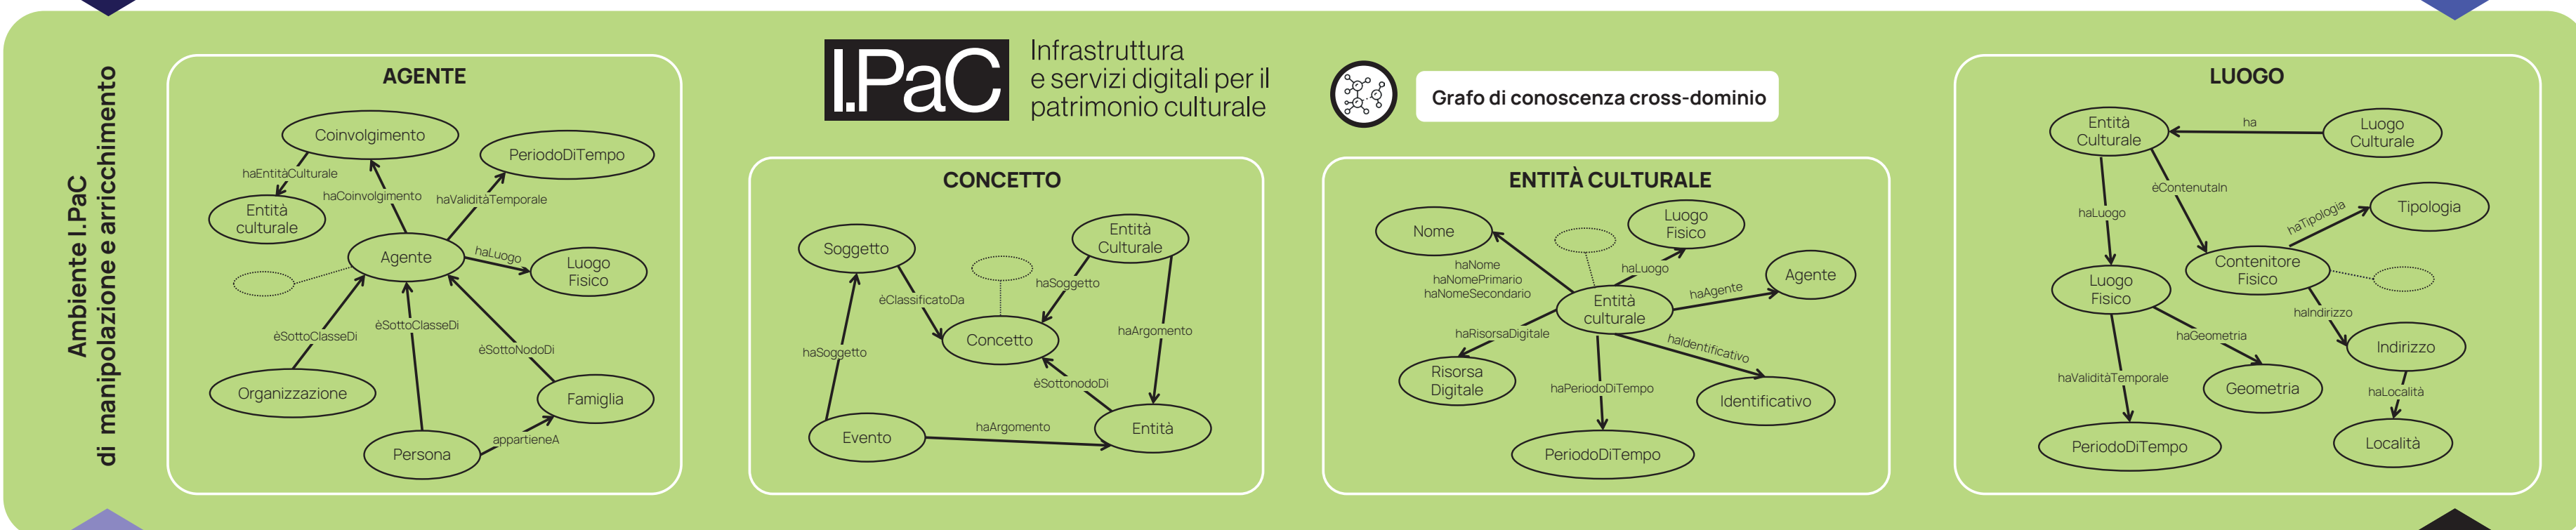 Ambiente I.PaC
di manipolazione e arricchimento
AGENTE
Coinvolgimento
PeriodoDiTempo
haEntitàCulturale
haCoinvolgimento
haValiditàTemporale
Entità
culturale
Agente
haLuogo
Luogo
Fisico
èSottoClasseDi
èSottoClasseDi
èSottoNodoDi
Organizzazione
Famiglia
appartieneA
Persona
I.PaC
Infrastruttura
e servizi digitali per il
patrimonio culturale
Grafo di conoscenza cross-dominio
CONCETTO
Soggetto
Entità
Culturale
haSoggetto
èClassificatoDa
haArgomento
Concetto
haSoggetto
èSottonodoDi
haArgomento
Evento
Entità
ENTITÀ CULTURALE
Nome
Luogo
Fisico
haNome
haNomePrimario
haNomeSecondario
haLuogo
Agente
haAgente
Entità
culturale
haRisorsaDigitale
haIdentificativo
Risorsa
Digitale
haPeriodoDiTempo
Identificativo
PeriodoDiTempo
LUOGO
Entità
Culturale
ha
Luogo
Culturale
èContenutaIn
haLuogo
haTipologia
Tipologia
Contenitore
Fisico
Luogo
Fisico
haIndirizzo
haGeometria
Indirizzo
haValiditàTemporale
Geometria
haLocalità
PeriodoDiTempo
Località